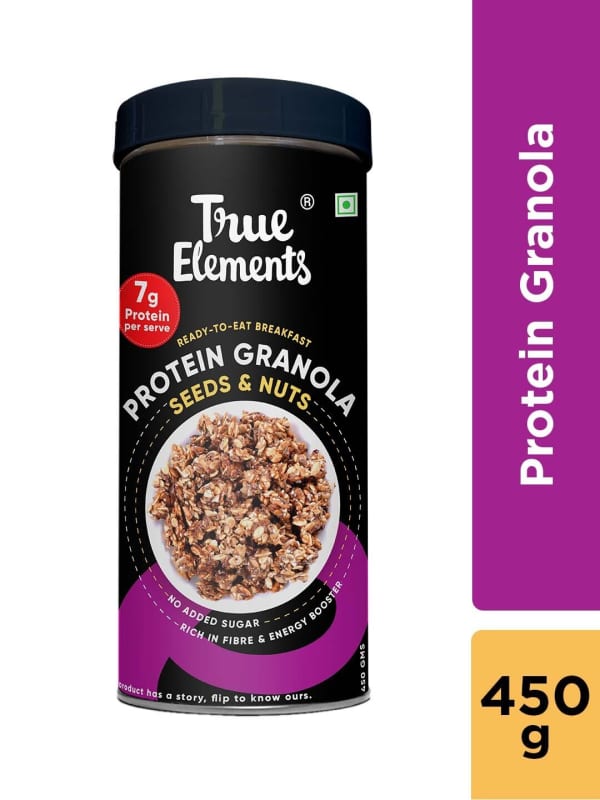 True
Elements
®
7g
Protein
per serve
READY-TO-EAT BREAKFAST
PROTEIN GRANOLA
SEEDS & NUTS
NO ADDED SUGAR
RICH IN FIBRE & ENERGY BOOSTER
product has a story, flip to know ours.
450 GMS
Protein Granola
450
g